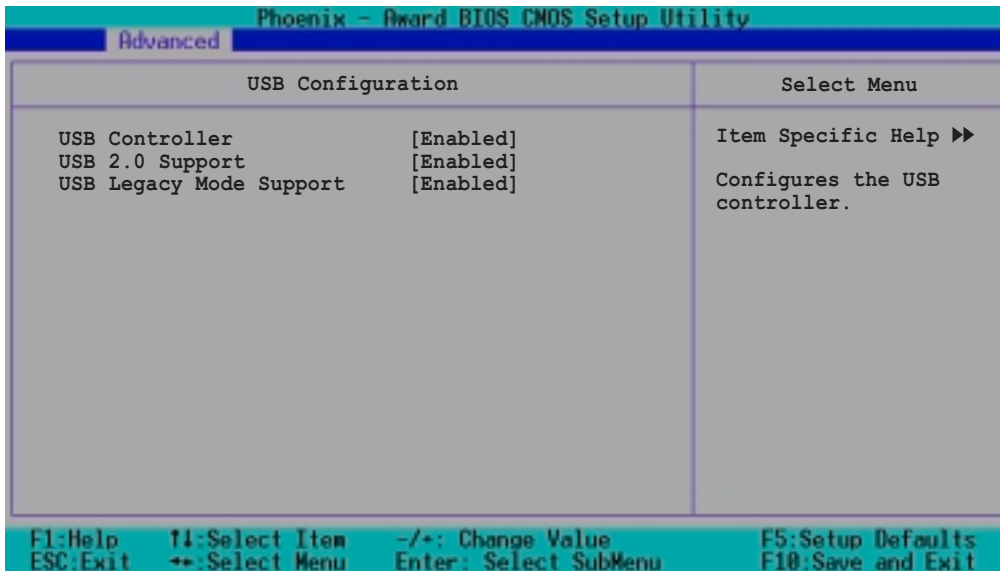 Phoenix - Award BIOS CMOS Setup Utility
Advanced
USB Configuration
Select Menu
USB Controller [Enabled]
USB 2.0 Support [Enabled]
USB Legacy Mode Support [Enabled]
Item Specific Help ▶▶
Configures the USB
controller.
F1:Help ↑↓:Select Item -/+: Change Value F5:Setup Defaults
ESC:Exit →←:Select Menu Enter: Select SubMenu F10:Save and Exit